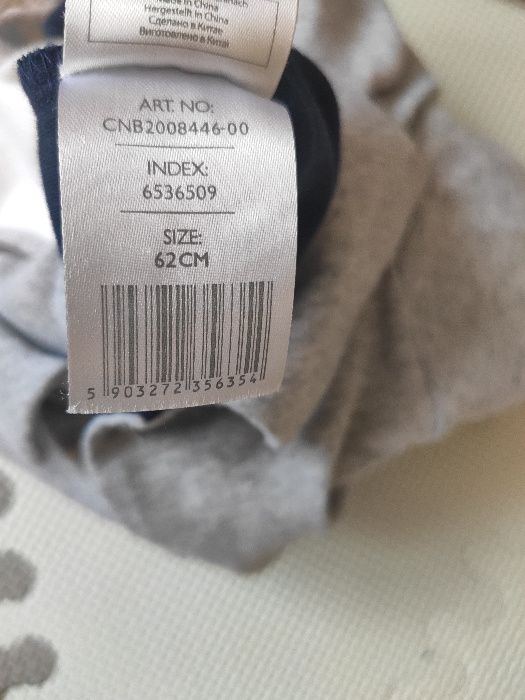 Made in China
Hergestellt in China
Сделано в Китае
Виготовлено в Китаї
ART. NO:
CNB2008446-00
INDEX:
6536509
SIZE:
62CM
5 903272 356354